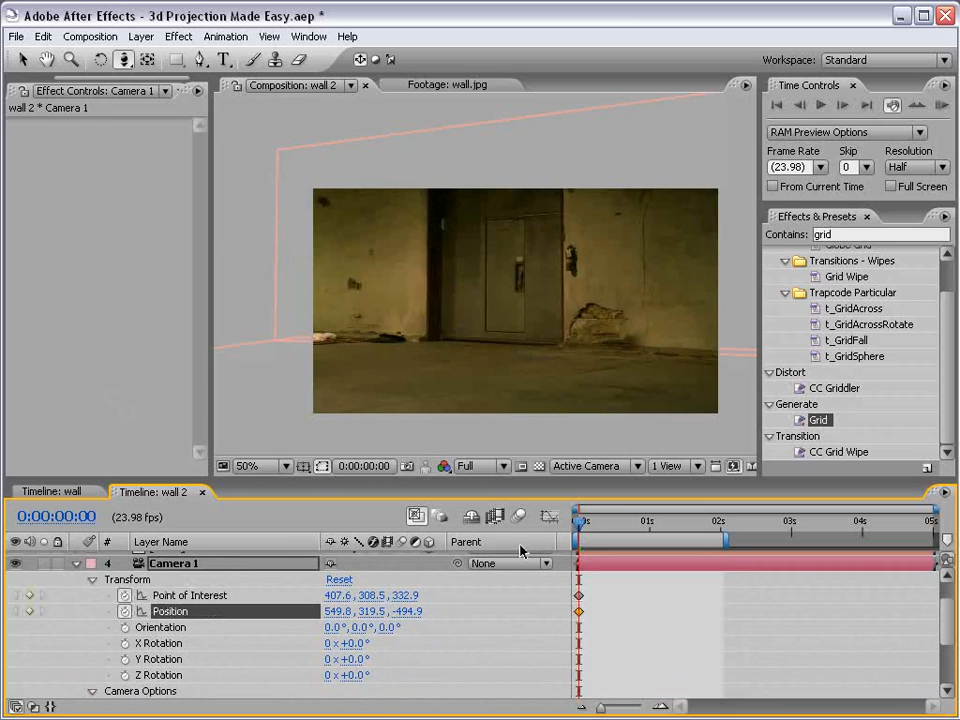 Adobe After Effects - 3d Projection Made Easy.aep *
File Edit Composition Layer Effect Animation View Window Help
Workspace: Standard
Effect Controls: Camera 1
wall 2 * Camera 1
Composition: wall 2
Footage: wall.jpg
Time Controls
RAM Preview Options
Frame Rate Skip Resolution
(23.98) 0 Half
From Current Time Full Screen
Effects & Presets
Contains: grid
Transitions - Wipes
Grid Wipe
Trapcode Particular
t_GridAcross
t_GridAcrossRotate
t_GridFall
t_GridSphere
Distort
CC Griddler
Generate
Grid
Transition
CC Grid Wipe
50% 0:00:00:00 Full Active Camera 1 View
Timeline: wall Timeline: wall 2
0:00:00:00 (23.98 fps)
01s 02s 03s 04s 05s
# Layer Name Parent
4 Camera 1 None
Transform Reset
Point of Interest 407.6, 308.5, 332.9
Position 549.8, 319.5, -494.9
Orientation 0.0°, 0.0°, 0.0°
X Rotation 0 x+0.0°
Y Rotation 0 x+0.0°
Z Rotation 0 x+0.0°
Camera Options